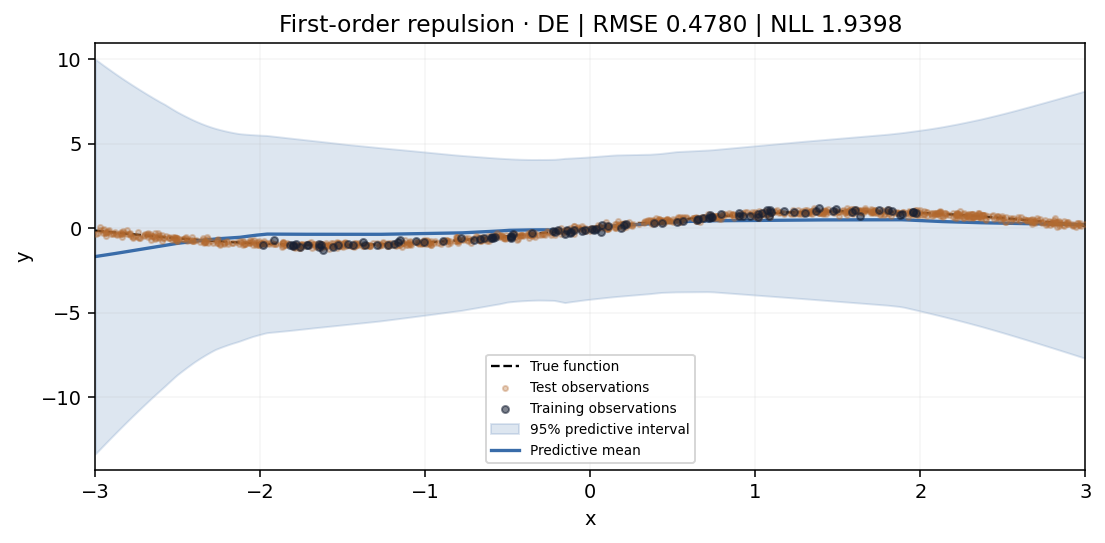 First-order repulsion · DE | RMSE 0.4780 | NLL 1.9398
10
5
0
−5
−10
y
True function
Test observations
Training observations
95% predictive interval
Predictive mean
−3 −2 −1 0 1 2 3
x